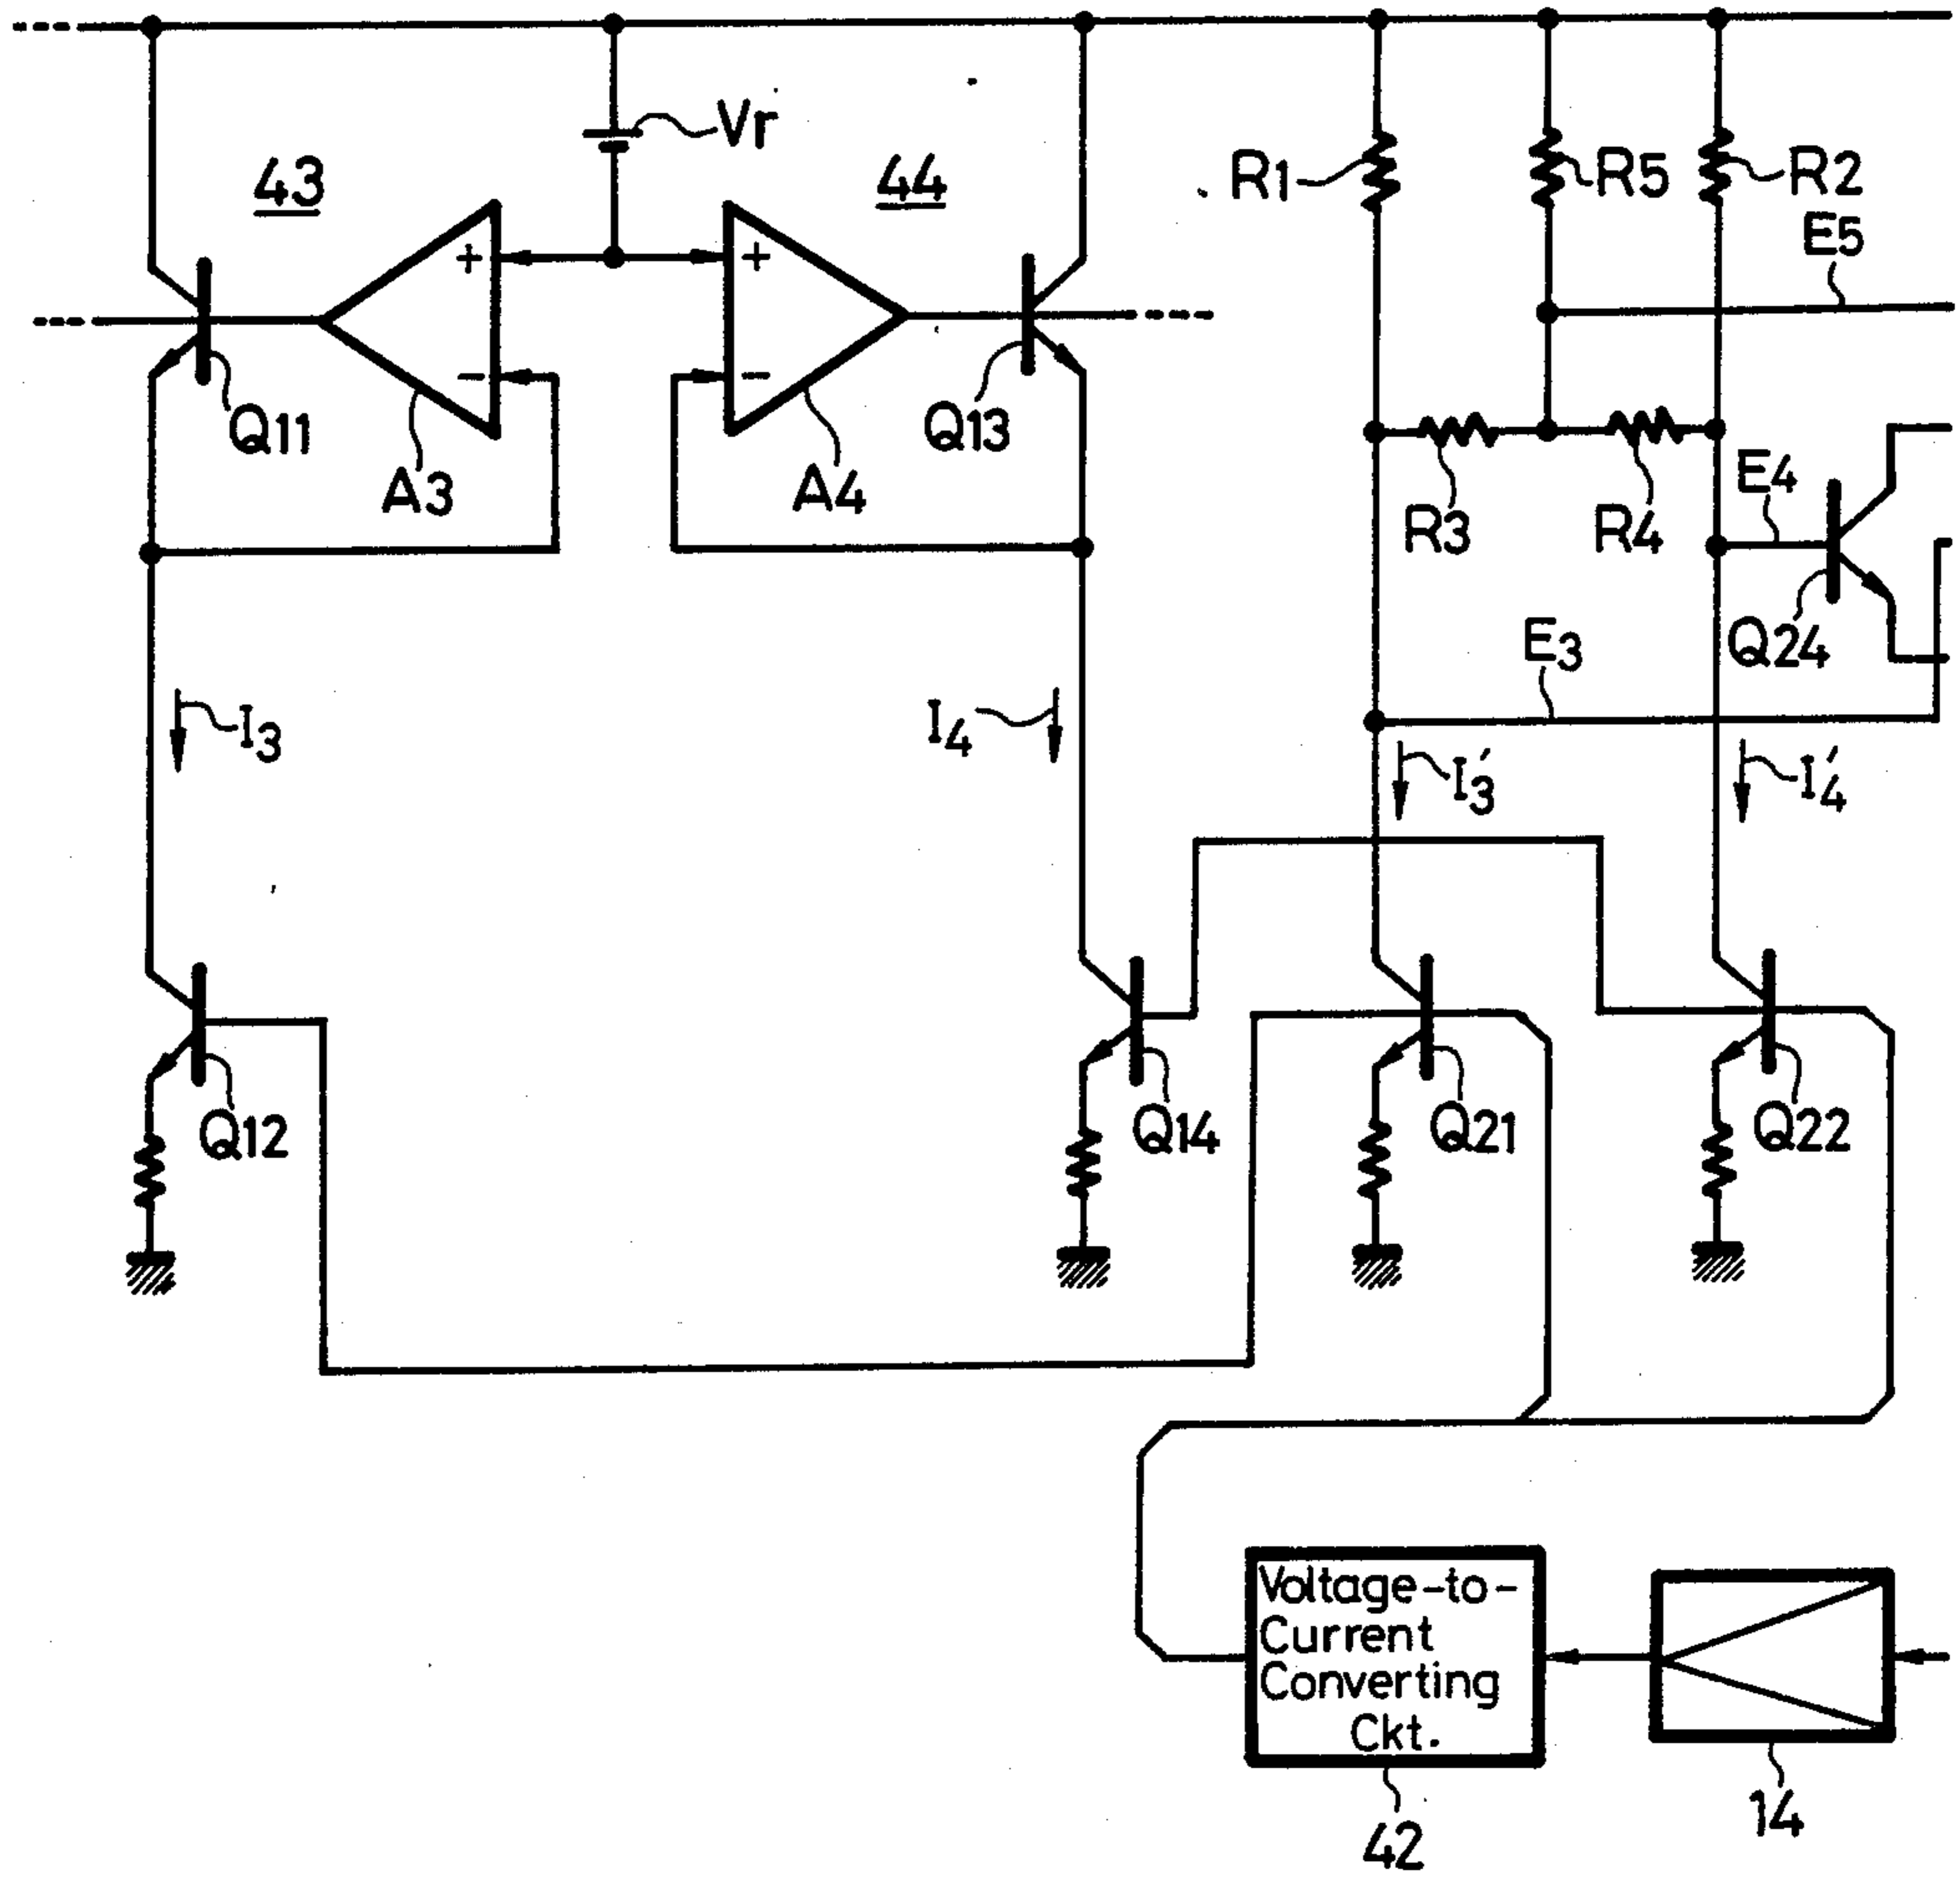 Vr
43
44
R1
R5
R2
E5
+
+
-
-
Q11
A3
A4
Q13
R3
R4
E4
Q24
E3
I3
I4
I'3
I'4
Q12
Q14
Q21
Q22
Voltage-to-
Current
Converting
Ckt.
42
14